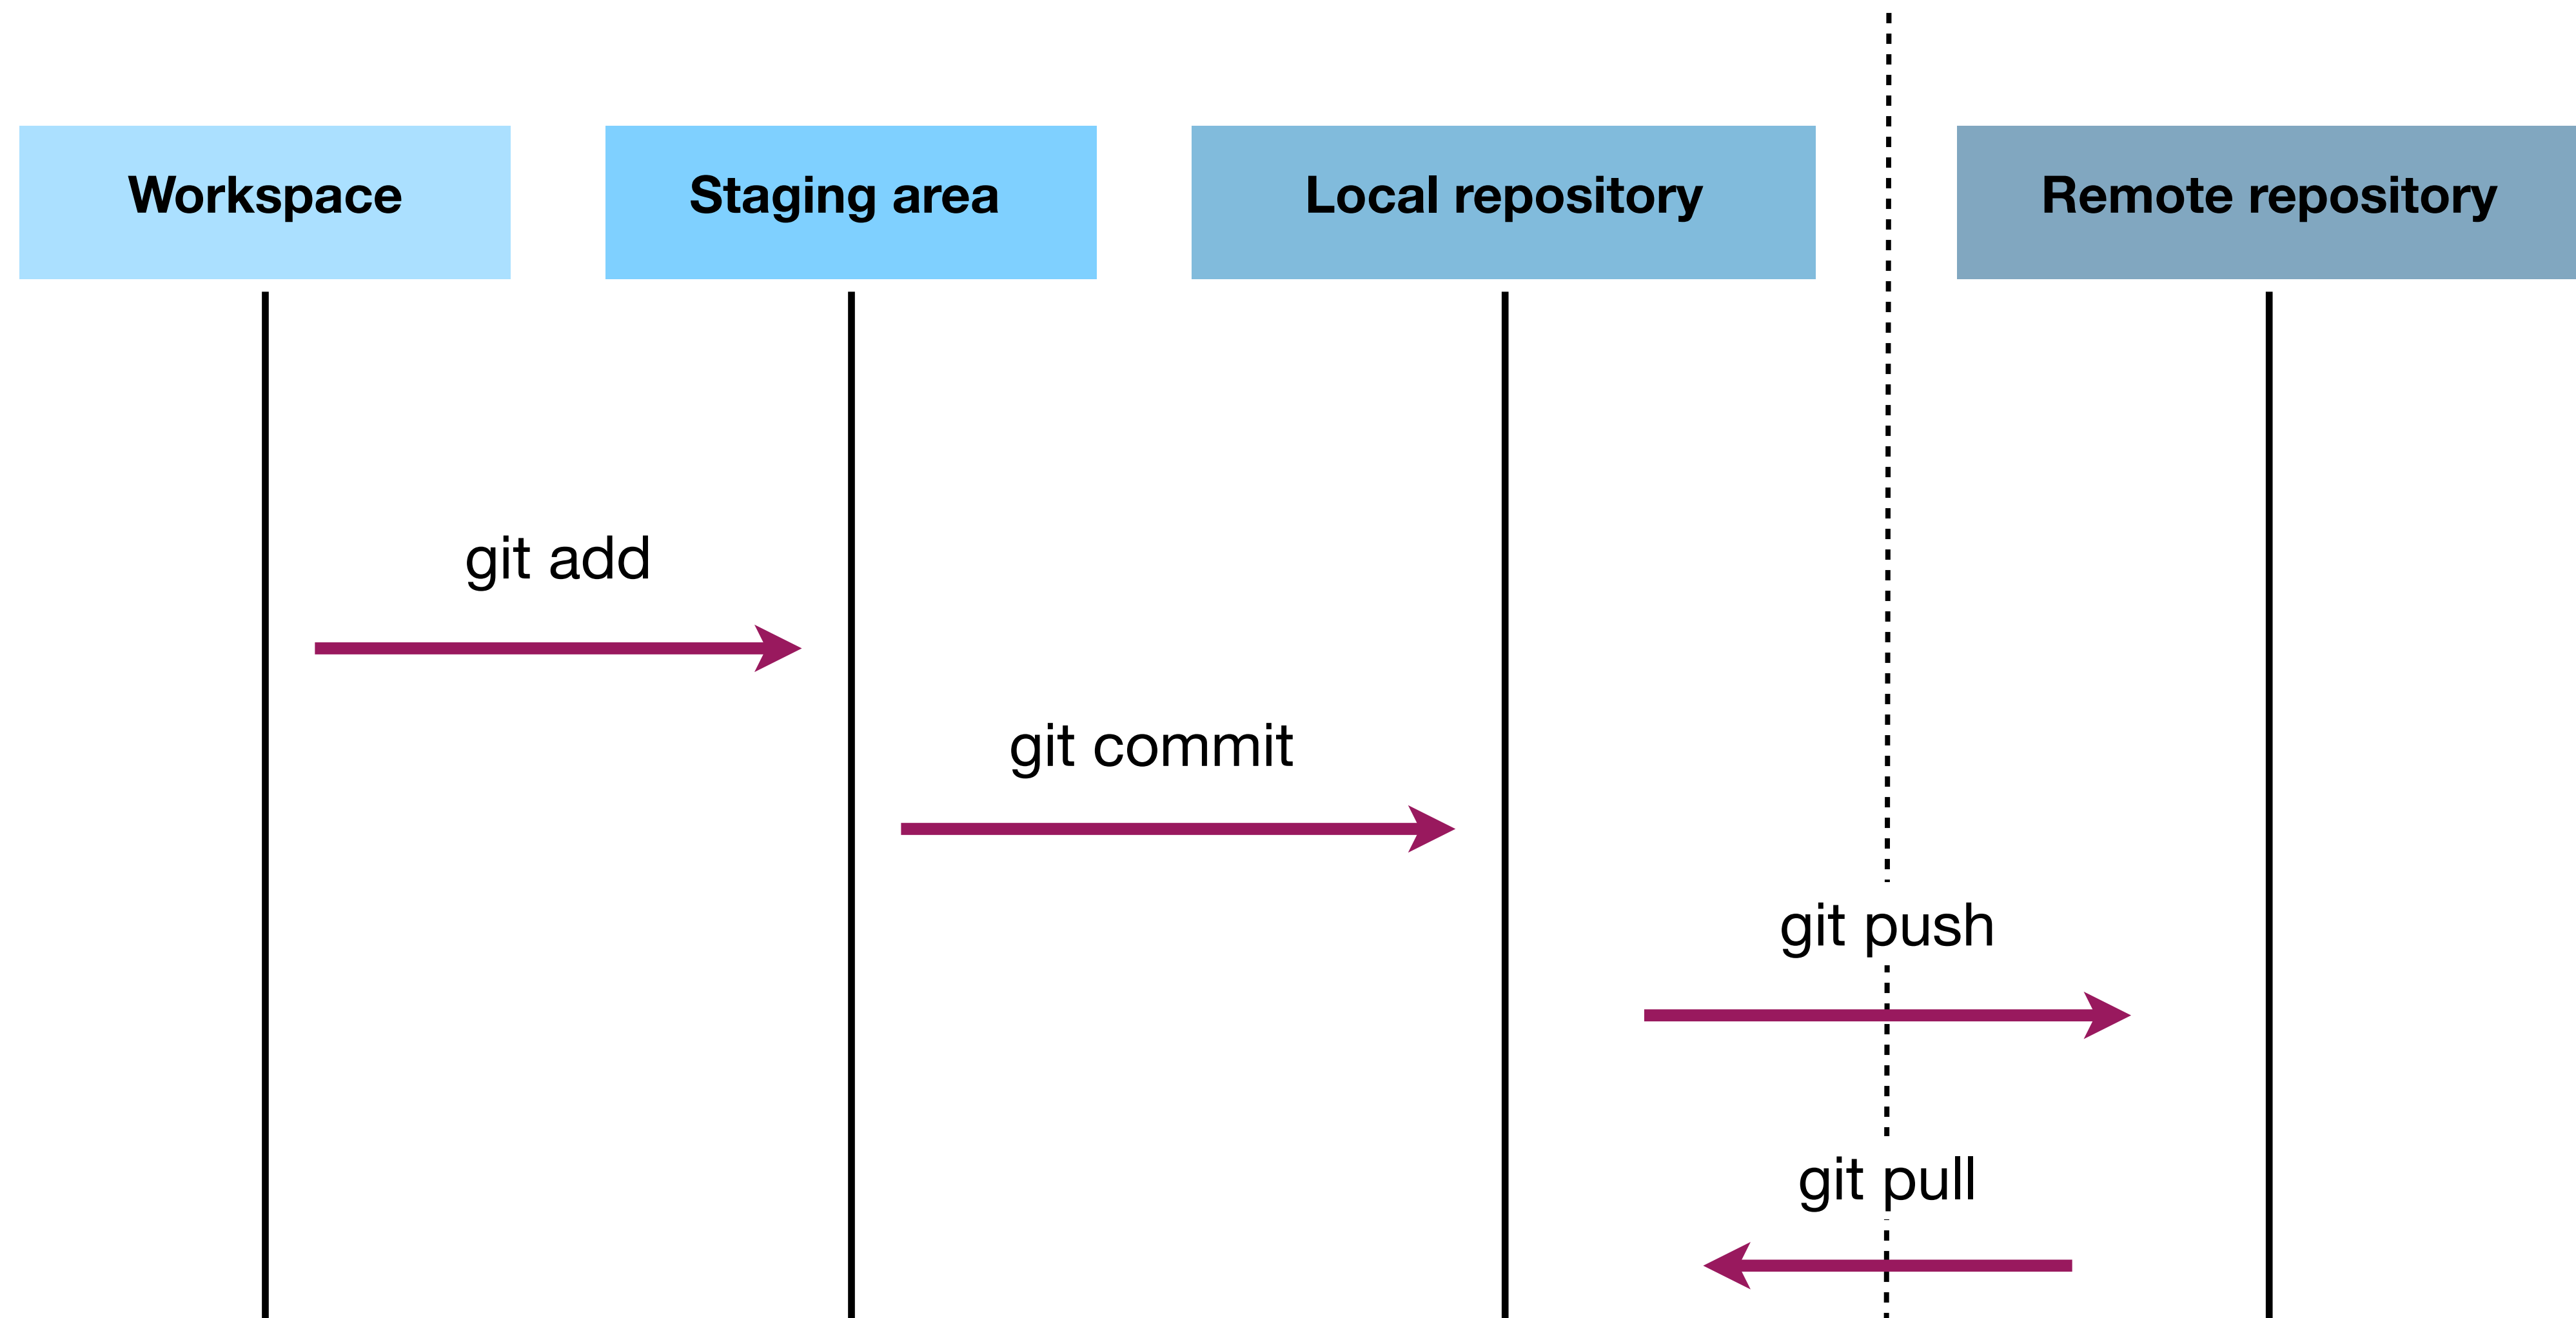 Workspace
Staging area
Local repository
Remote repository
git add
git commit
git push
git pull